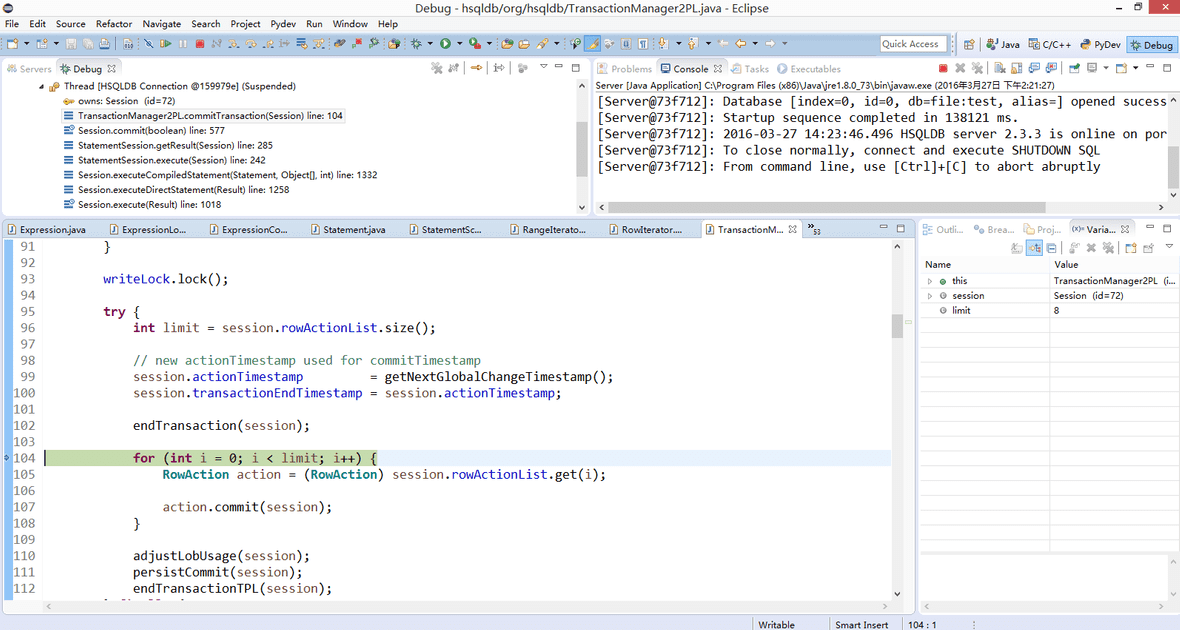 Debug - hsqldb/org/hsqldb/TransactionManager2PL.java - Eclipse
File Edit Source Refactor Navigate Search Project Pydev Run Window Help
Quick Access Java C/C++ PyDev Debug
Servers Debug
Thread [HSQLDB Connection @159979e] (Suspended)
owns: Session (id=72)
TransactionManager2PL.commitTransaction(Session) line: 104
Session.commit(boolean) line: 577
StatementSession.getResult(Session) line: 285
StatementSession.execute(Session) line: 242
Session.executeCompiledStatement(Statement, Object[], int) line: 1332
Session.executeDirectStatement(Result) line: 1258
Session.execute(Result) line: 1018
Problems Console Tasks Executables
Server [Java Application] C:\Program Files (x86)\Java\jre1.8.0_73\bin\javaw.exe (2016年3月27日 下午2:21:27)
[Server@73f712]: Database [index=0, id=0, db=file:test, alias=] opened sucess
[Server@73f712]: Startup sequence completed in 138121 ms.
[Server@73f712]: 2016-03-27 14:23:46.496 HSQLDB server 2.3.3 is online on por
[Server@73f712]: To close normally, connect and execute SHUTDOWN SQL
[Server@73f712]: From command line, use [Ctrl]+[C] to abort abruptly
Expression.java ExpressionLo... ExpressionCo... Statement.java StatementSc... RangeIterato... RowIterator.... TransactionM... »53
91 }
92
93 writeLock.lock();
94
95 try {
96 int limit = session.rowActionList.size();
97
98 // new actionTimestamp used for commitTimestamp
99 session.actionTimestamp = getNextGlobalChangeTimestamp();
100 session.transactionEndTimestamp = session.actionTimestamp;
101
102 endTransaction(session);
103
104 for (int i = 0; i < limit; i++) {
105 RowAction action = (RowAction) session.rowActionList.get(i);
106
107 action.commit(session);
108 }
109
110 adjustLobUsage(session);
111 persistCommit(session);
112 endTransactionTPL(session);
Outli... Brea... Proj... (x)= Varia...
Name Value
this TransactionManager2PL (i...
session Session (id=72)
limit 8
Writable Smart Insert 104 : 1